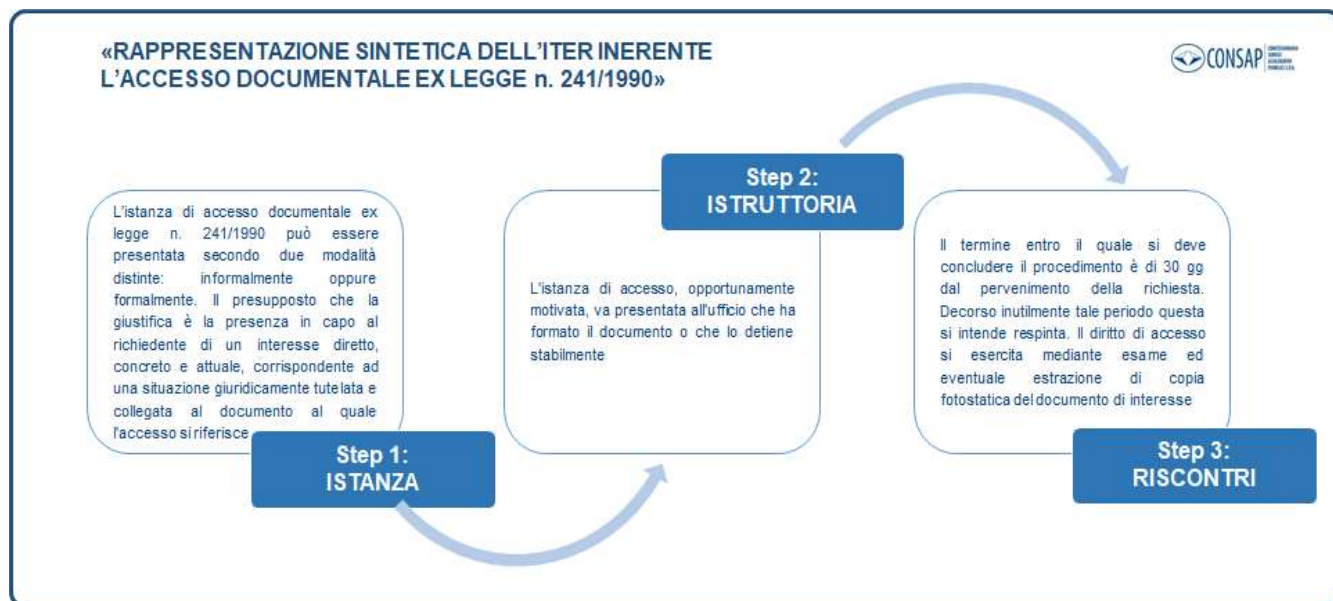 «RAPPRESENTAZIONE SINTETICA DELL'ITER INERENTE
L'ACCESSO DOCUMENTALE EX LEGGE n. 241/1990»
CONSAP
L'istanza di accesso documentale ex
legge n. 241/1990 può essere
presentata secondo due modalità
distinte: informalmente oppure
formalmente. Il presupposto che la
giustifica è la presenza in capo al
richiedente di un interesse diretto,
concreto e attuale, corrispondente ad
una situazione giuridicamente tutelata e
collegata al documento al quale
l'accesso si riferisce
Step 1:
ISTANZA
Step 2:
ISTRUTTORIA
L'istanza di accesso, opportunamente
motivata, va presentata all'ufficio che ha
formato il documento o che lo detiene
stabilmente
Il termine entro il quale si deve
concludere il procedimento è di 30 gg
dal pervenimento della richiesta.
Decorso inutilmente tale periodo questa
si intende respinta. Il diritto di accesso
si esercita mediante esame ed
eventuale estrazione di copia
fotostatica del documento di interesse
Step 3:
RISCONTRI